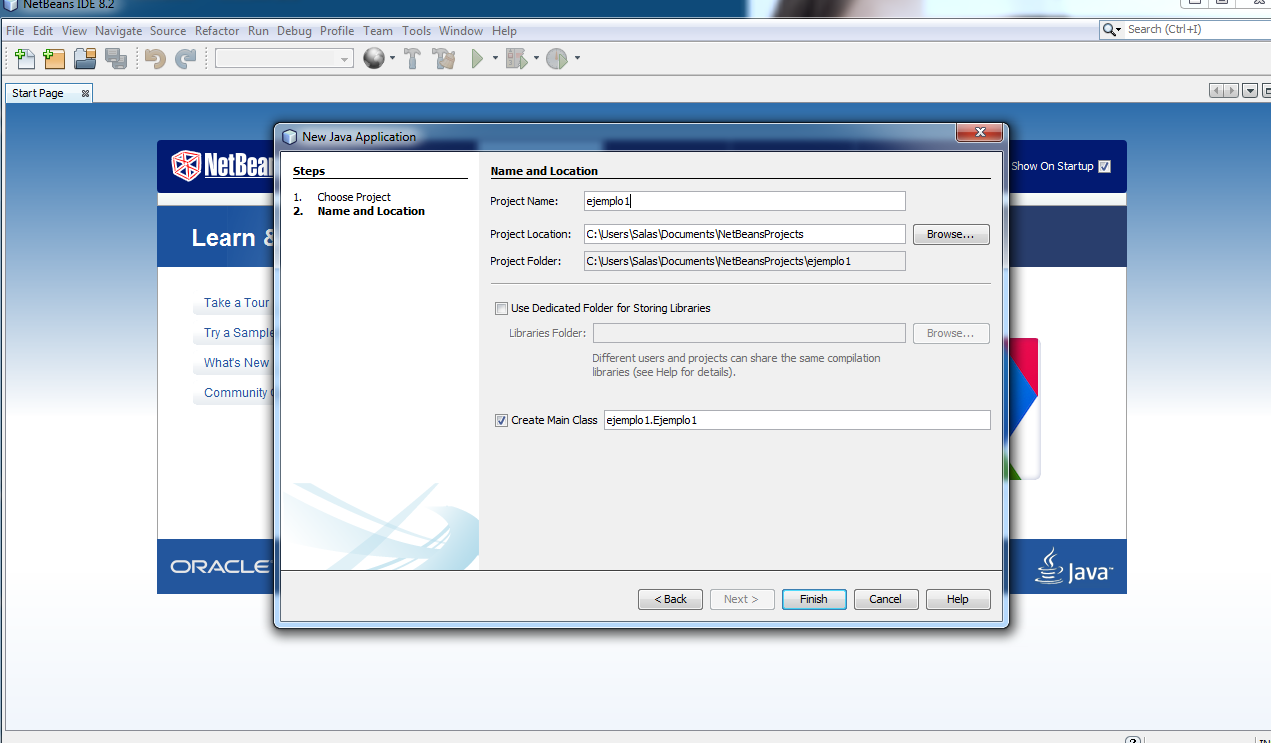 NetBeans IDE 8.2
File Edit View Navigate Source Refactor Run Debug Profile Team Tools Window Help
Search (Ctrl+I)
Start Page
New Java Application
Show On Startup
Learn &
Take a Tour
Try a Sample
What's New
Community
ORACLE
Java
Steps
1. Choose Project
2. Name and Location
Name and Location
Project Name: ejemplo1
Project Location: C:\Users\Salas\Documents\NetBeansProjects Browse...
Project Folder: C:\Users\Salas\Documents\NetBeansProjects\ejemplo1
Use Dedicated Folder for Storing Libraries
Libraries Folder: Browse...
Different users and projects can share the same compilation
libraries (see Help for details).
Create Main Class ejemplo1.Ejemplo1
< Back Next > Finish Cancel Help